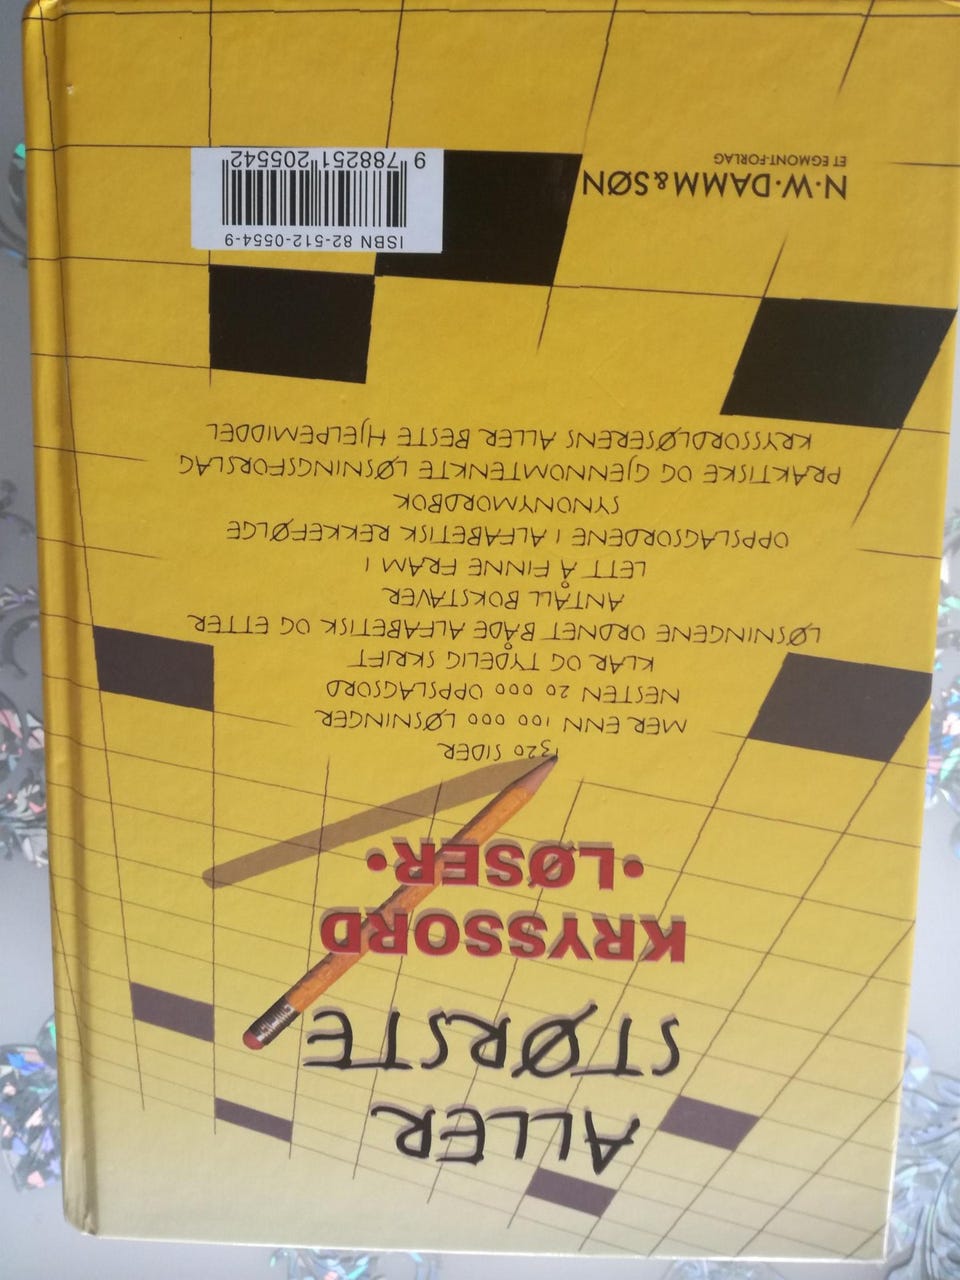 ALLER
STØRSTE
KRYSSORD
•LØSER•
1320 SIDER
MER ENN 100 000 LØSNINGER
NESTEN 20 000 OPPSLAGSORD
KLAR OG TYDELIG SKRIFT
LØSNINGENE ORDNET BÅDE ALFABETISK OG ETTER
ANTALL BOKSTAVER
LETT Å FINNE FRAM I
OPPSLAGSORDENE I ALFABETISK REKKEFØLGE
SYNONYMORDBOK
PRAKTISKE OG GJENNOMTENKTE LØSNINGSFORSLAG
KRYSSORDLØSERENS ALLER BESTE HJELPEMIDDEL
N·W·DAMM & SØN
ET EGMONT-FORLAG
ISBN 82-512-0554-9
9 788251 205542